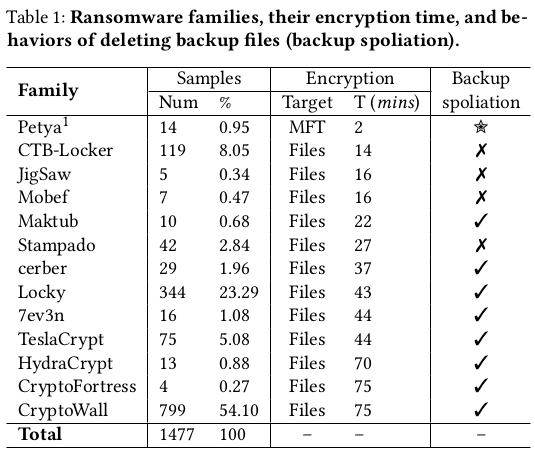 Table 1: Ransomware families, their encryption time, and be-
haviors of deleting backup files (backup spoliation).
Family Samples Encryption Backup
Num % Target T (mins) spoliation
Petya¹ 14 0.95 MFT 2 ✬
CTB-Locker 119 8.05 Files 14 ✗
JigSaw 5 0.34 Files 16 ✗
Mobef 7 0.47 Files 16 ✗
Maktub 10 0.68 Files 22 ✓
Stampado 42 2.84 Files 27 ✗
cerber 29 1.96 Files 37 ✓
Locky 344 23.29 Files 43 ✓
7ev3n 16 1.08 Files 44 ✓
TeslaCrypt 75 5.08 Files 44 ✓
HydraCrypt 13 0.88 Files 70 ✓
CryptoFortress 4 0.27 Files 75 ✓
CryptoWall 799 54.10 Files 75 ✓
Total 1477 100 – – –